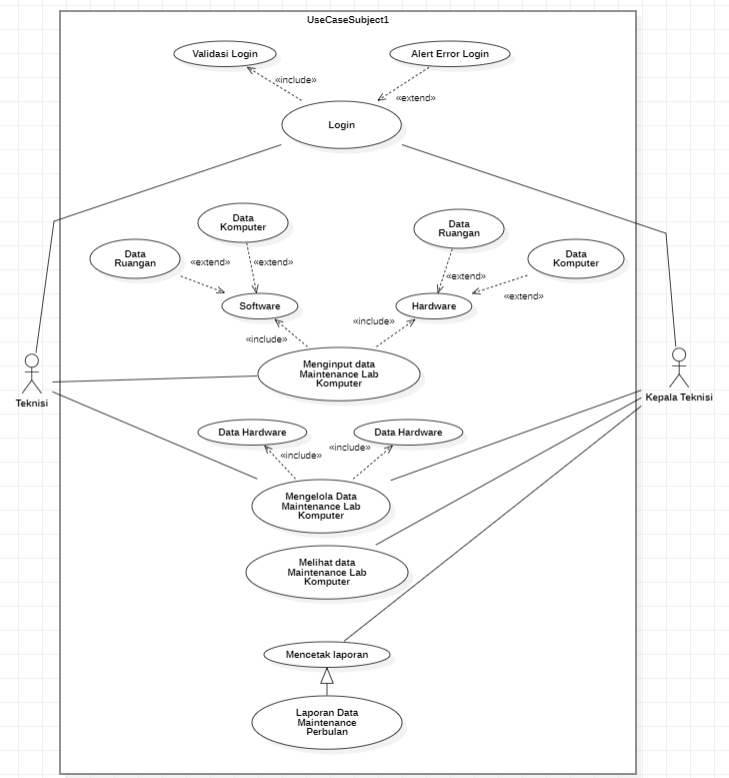 UseCaseSubject1
Validasi Login
Alert Error Login
«include»
«extend»
Login
Data
Komputer
Data
Ruangan
Data
Ruangan
Data
Komputer
«extend»
«extend»
«extend»
«extend»
Software
Hardware
«include»
«include»
Menginput data
Maintenance Lab
Komputer
Teknisi
Kepala Teknisi
Data Hardware
Data Hardware
«include»
«include»
Mengelola Data
Maintenance Lab
Komputer
Melihat data
Maintenance Lab
Komputer
Mencetak laporan
Laporan Data
Maintenance
Perbulan